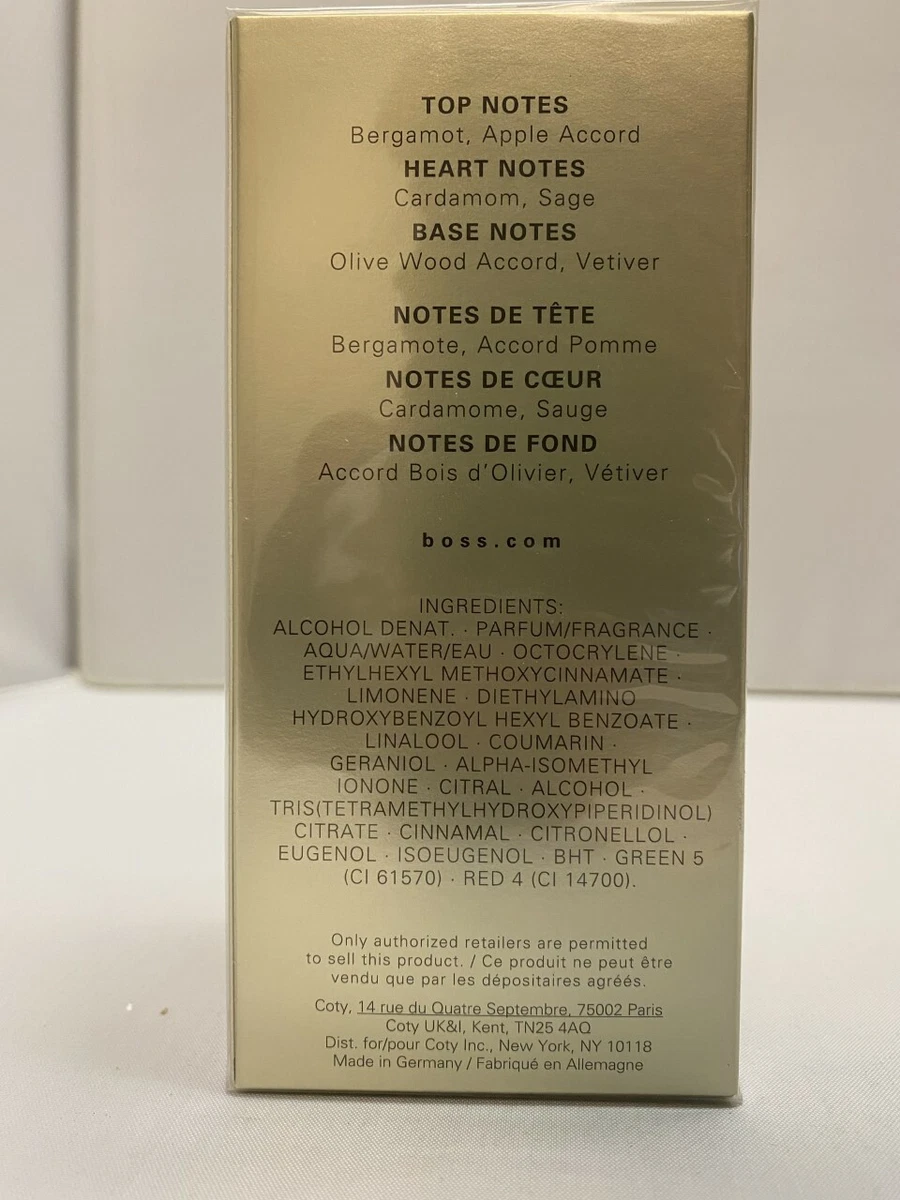 TOP NOTES
Bergamot, Apple Accord
HEART NOTES
Cardamom, Sage
BASE NOTES
Olive Wood Accord, Vetiver
NOTES DE TÊTE
Bergamote, Accord Pomme
NOTES DE CŒUR
Cardamome, Sauge
NOTES DE FOND
Accord Bois d'Olivier, Vétiver
boss.com
INGREDIENTS:
ALCOHOL DENAT. · PARFUM/FRAGRANCE ·
AQUA/WATER/EAU · OCTOCRYLENE ·
ETHYLHEXYL METHOXYCINNAMATE ·
LIMONENE · DIETHYLAMINO
HYDROXYBENZOYL HEXYL BENZOATE ·
LINALOOL · COUMARIN ·
GERANIOL · ALPHA-ISOMETHYL
IONONE · CITRAL · ALCOHOL ·
TRIS(TETRAMETHYLHYDROXYPIPERIDINOL)
CITRATE · CINNAMAL · CITRONELLOL ·
EUGENOL · ISOEUGENOL · BHT · GREEN 5
(CI 61570) · RED 4 (CI 14700).
Only authorized retailers are permitted
to sell this product. / Ce produit ne peut être
vendu que par les dépositaires agréés.
Coty, 14 rue du Quatre Septembre, 75002 Paris
Coty UK&I, Kent, TN25 4AQ
Dist. for/pour Coty Inc., New York, NY 10118
Made in Germany / Fabriqué en Allemagne